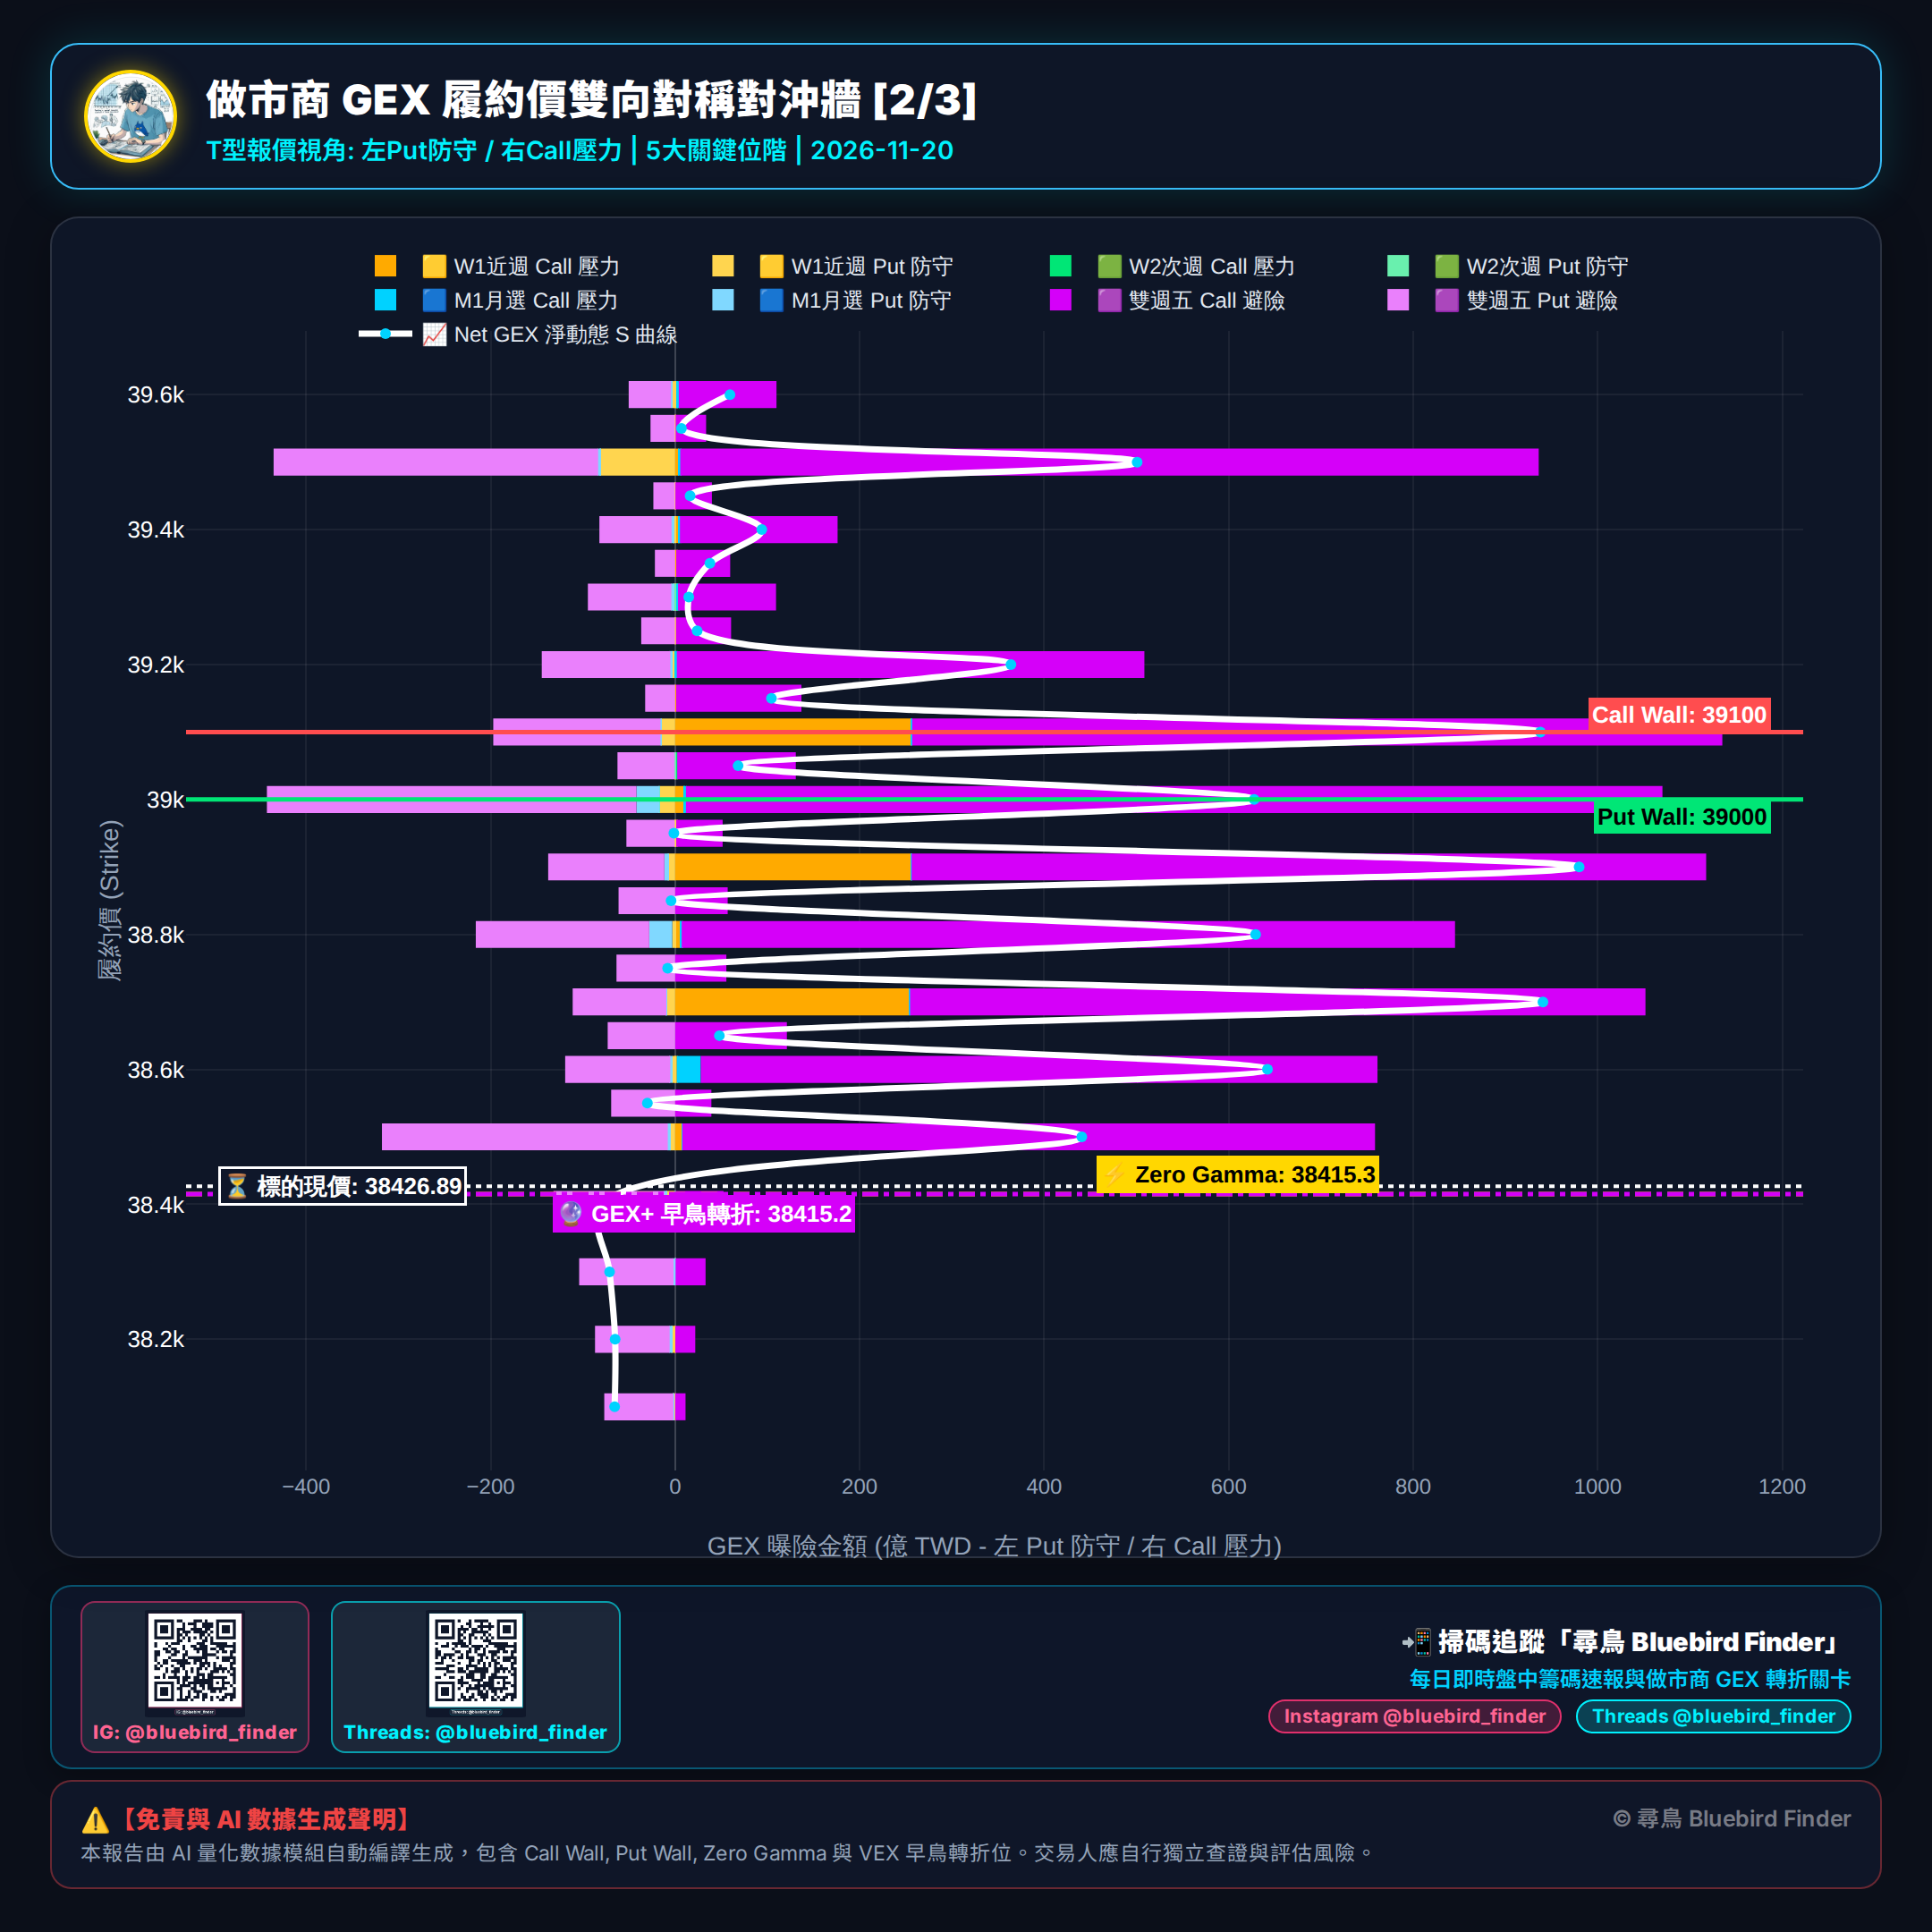 做市商 GEX 履約價雙向對稱對沖牆 [2/3]
T型報價視角: 左Put防守 / 右Call壓力 | 5大關鍵位階 | 2026-11-20
W1近週 Call 壓力
W1近週 Put 防守
W2次週 Call 壓力
W2次週 Put 防守
M1月選 Call 壓力
M1月選 Put 防守
雙週五 Call 避險
雙週五 Put 避險
Net GEX 淨動態 S 曲線
39.6k
39.4k
39.2k
Call Wall: 39100
39k
Put Wall: 39000
38.8k
38.6k
⚡ Zero Gamma: 38415.3
⏳ 標的現價: 38426.89
38.4k
🔮 GEX+ 早鳥轉折: 38415.2
38.2k
履約價 (Strike)
−400
−200
0
200
400
600
800
1000
1200
GEX 曝險金額 (億 TWD - 左 Put 防守 / 右 Call 壓力)
IG: @bluebird_finder
Threads: @bluebird_finder
📲 掃碼追蹤「尋鳥 Bluebird Finder」
每日即時盤中籌碼速報與做市商 GEX 轉折關卡
Instagram @bluebird_finder
Threads @bluebird_finder
⚠️【免責與 AI 數據生成聲明】
© 尋鳥 Bluebird Finder
本報告由 AI 量化數據模組自動編譯生成，包含 Call Wall, Put Wall, Zero Gamma 與 VEX 早鳥轉折位。交易人應自行獨立查證與評估風險。